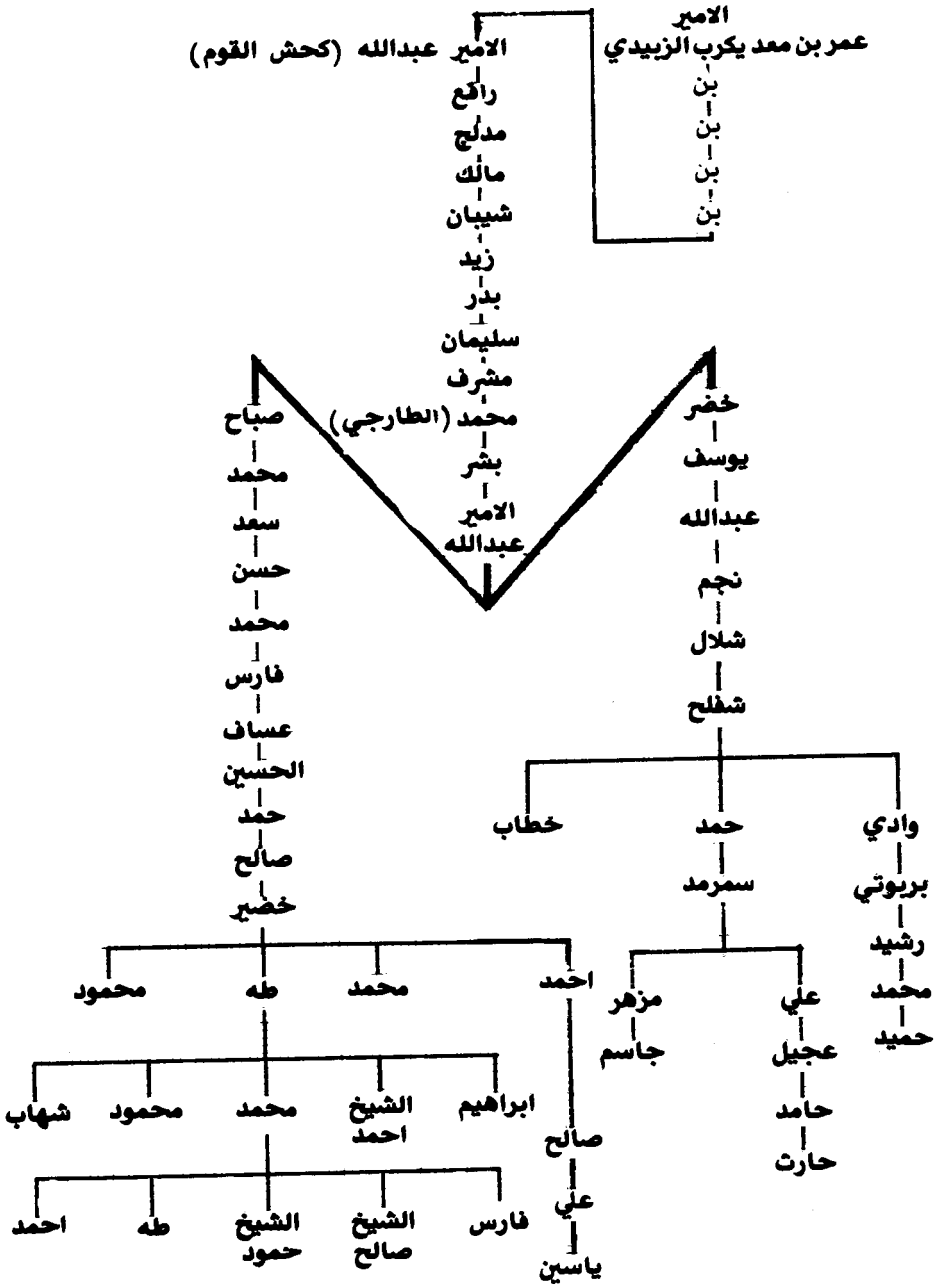 الامير
عمر بن معد يكرب الزبيدي
بن
بن
بن
بن
الامير عبدالله (كحش القوم)
رافع
مدلج
مالك
شيبان
زيد
بدر
سليمان
مشرف
محمد (الطارجي)
بشر
الامير
عبدالله
خضر
يوسف
عبدالله
نجم
شلال
شفلح
وادي حمد خطاب
بربوتي
رشيد
محمد
حميد
سمرمد
علي مزهر
عجيل جاسم
حامد
حارث
صباح
محمد
سعد
حسن
محمد
فارس
عساف
الحسين
حمد
صالح
خضير
احمد محمد طه محمود
صالح
علي
ياسين
ابراهيم الشيخ احمد محمد محمود شهاب
فارس الشيخ صالح الشيخ حمود طه احمد